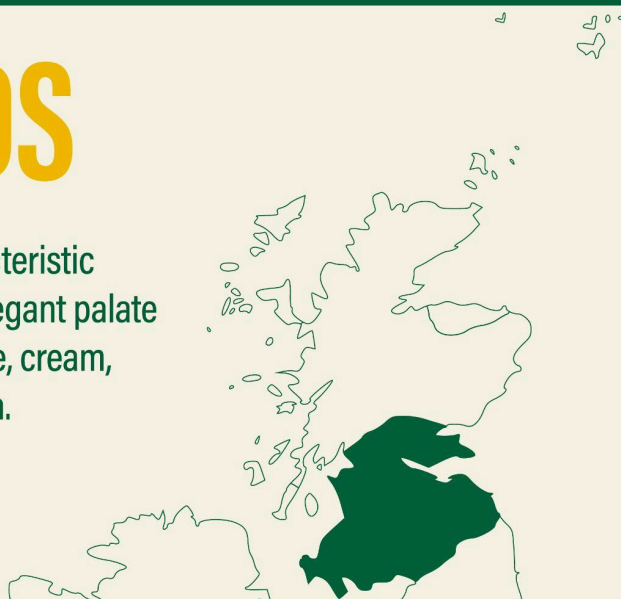 DS
teristic
egant palate
e, cream,
.